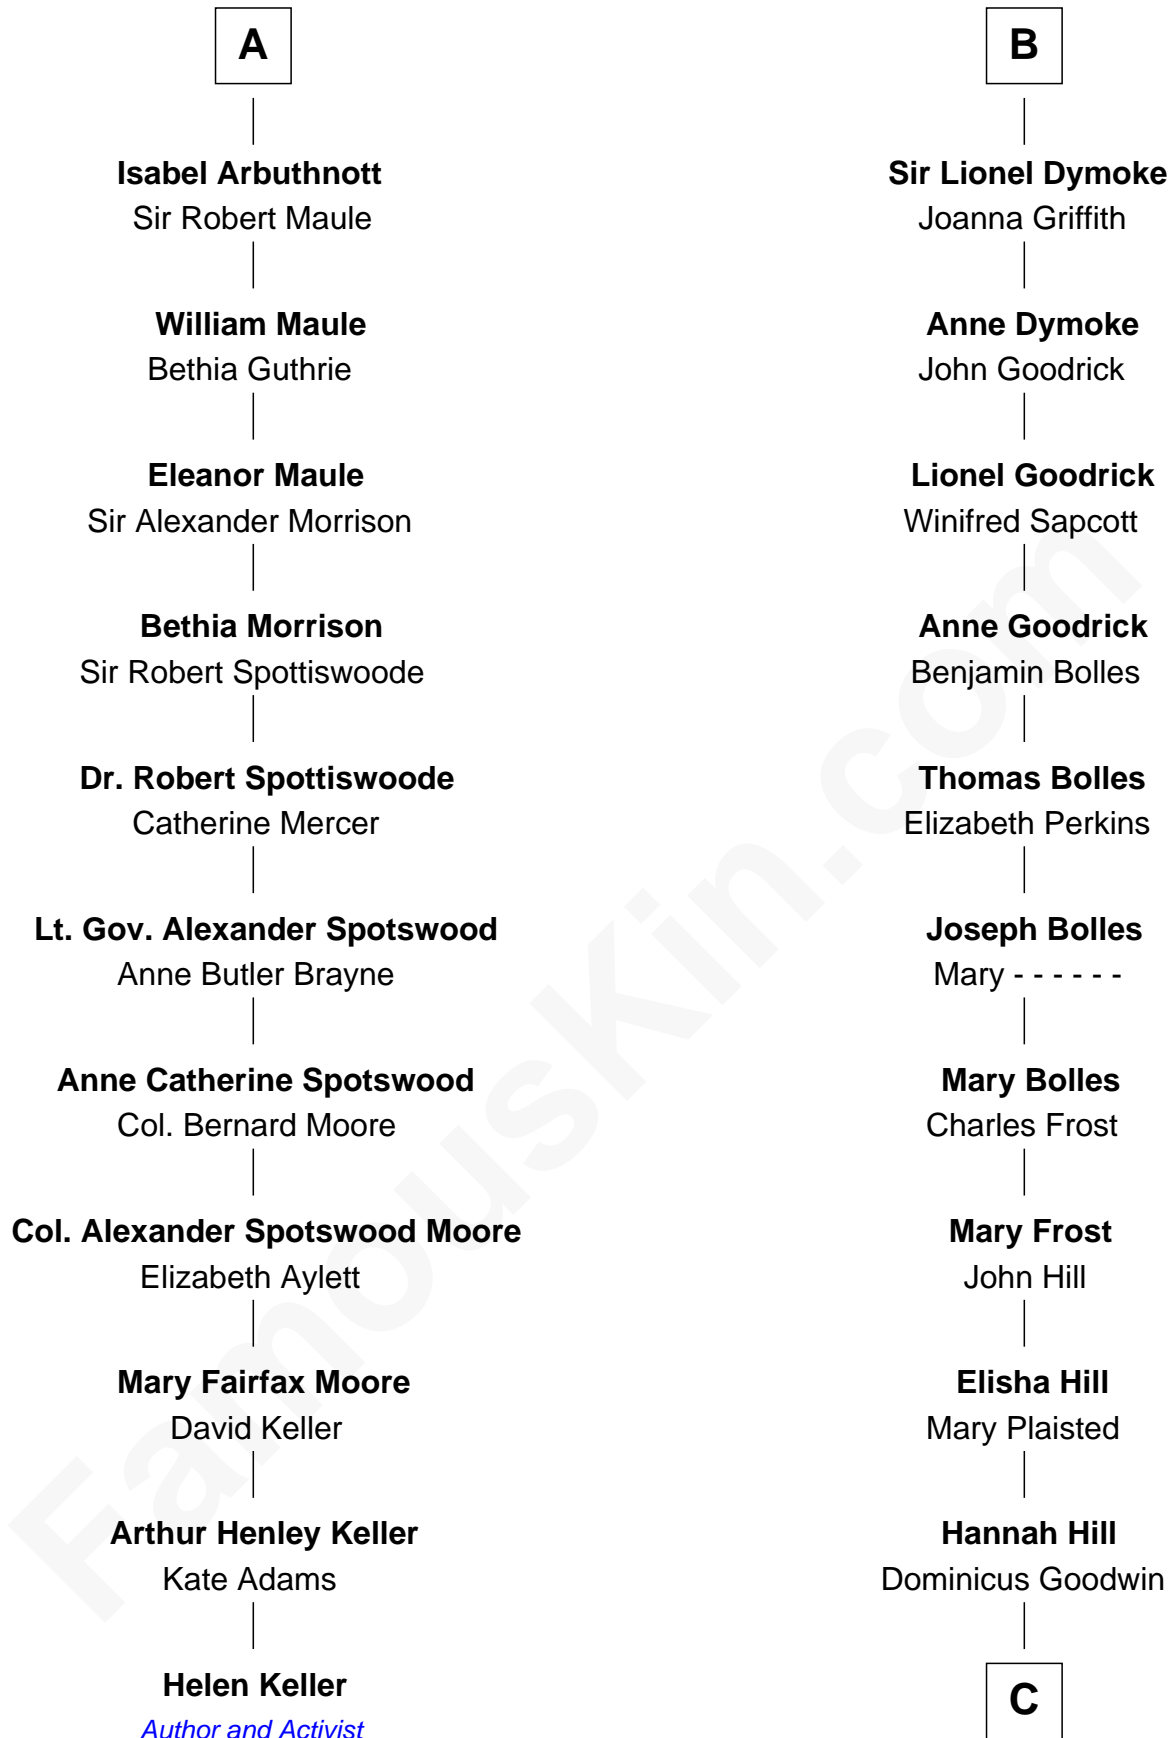 A
Isabel Arbuthnott
Sir Robert Maule
William Maule
Bethia Guthrie
Eleanor Maule
Sir Alexander Morrison
Bethia Morrison
Sir Robert Spottiswoode
Dr. Robert Spottiswoode
Catherine Mercer
Lt. Gov. Alexander Spotswood
Anne Butler Brayne
Anne Catherine Spotswood
Col. Bernard Moore
Col. Alexander Spotswood Moore
Elizabeth Aylett
Mary Fairfax Moore
David Keller
Arthur Henley Keller
Kate Adams
Helen Keller
Author and Activist
B
Sir Lionel Dymoke
Joanna Griffith
Anne Dymoke
John Goodrick
Lionel Goodrick
Winifred Sapcott
Anne Goodrick
Benjamin Bolles
Thomas Bolles
Elizabeth Perkins
Joseph Bolles
Mary - - - - - -
Mary Bolles
Charles Frost
Mary Frost
John Hill
Elisha Hill
Mary Plaisted
Hannah Hill
Dominicus Goodwin
C
FamousKin.com